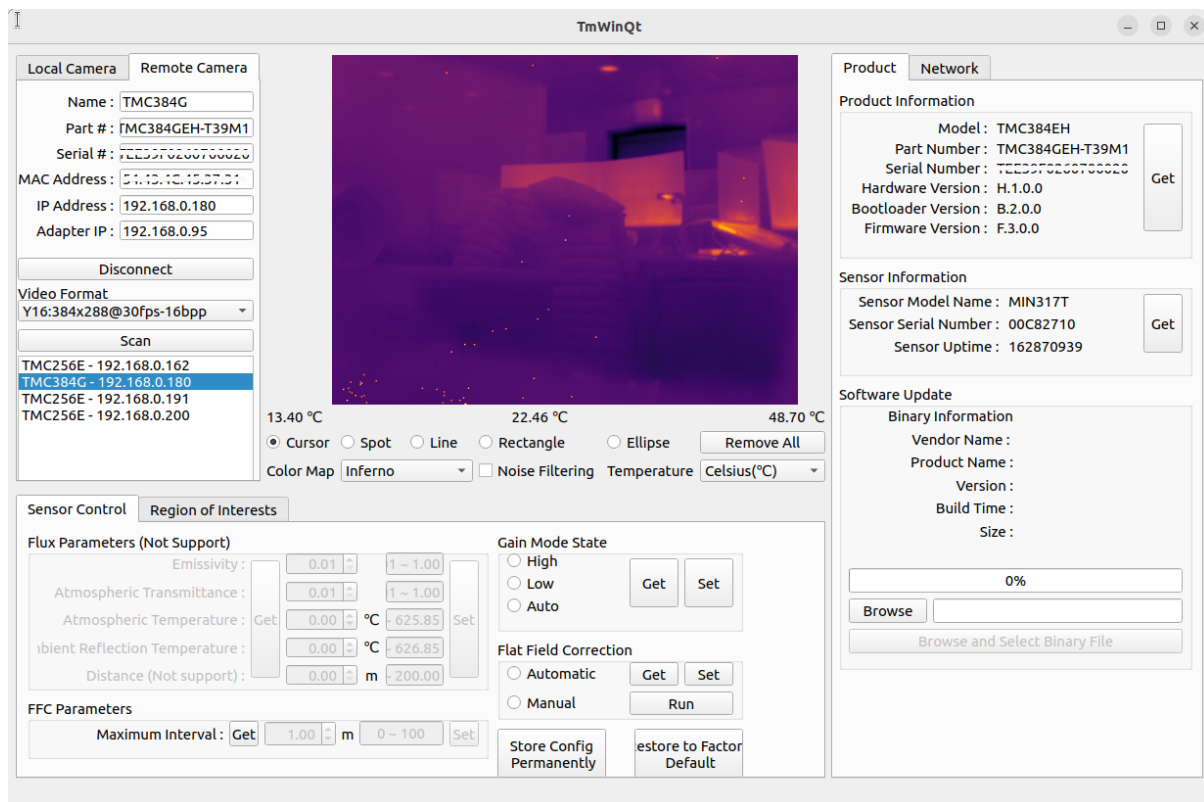 TmWinQt
Local Camera
Remote Camera
Name : TMC384G
Part # : TMC384GEH-T39M1
Serial # :
MAC Address :
IP Address : 192.168.0.180
Adapter IP : 192.168.0.95
Disconnect
Video Format
Y16:384x288@30fps-16bpp
Scan
TMC256E - 192.168.0.162
TMC384G - 192.168.0.180
TMC256E - 192.168.0.191
TMC256E - 192.168.0.200
13.40 °C 22.46 °C 48.70 °C
Cursor Spot Line Rectangle Ellipse Remove All
Color Map Inferno Noise Filtering Temperature Celsius(°C)
Sensor Control
Region of Interests
Flux Parameters (Not Support)
Emissivity : 0.01 1 ~ 1.00
Atmospheric Transmittance : 0.01 1 ~ 1.00
Atmospheric Temperature : Get 0.00 °C - 625.85 Set
bient Reflection Temperature : 0.00 °C - 626.85
Distance (Not support) : 0.00 m - 200.00
FFC Parameters
Maximum Interval : Get 1.00 m 0 ~ 100 Set
Gain Mode State
High
Low Get Set
Auto
Flat Field Correction
Automatic Get Set
Manual Run
Store Config
Permanently
estore to Factor
Default
Product
Network
Product Information
Model : TMC384EH
Part Number : TMC384GEH-T39M1
Serial Number :
Hardware Version : H.1.0.0
Bootloader Version : B.2.0.0
Firmware Version : F.3.0.0
Get
Sensor Information
Sensor Model Name : MIN317T
Sensor Serial Number : 00C82710
Sensor Uptime : 162870939
Get
Software Update
Binary Information
Vendor Name :
Product Name :
Version :
Build Time :
Size :
0%
Browse
Browse and Select Binary File